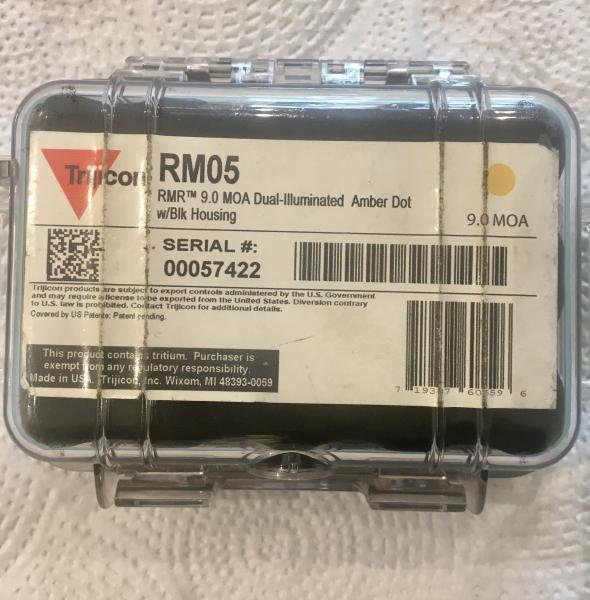 Trijicon
RM05
RMR™ 9.0 MOA Dual-Illuminated Amber Dot
w/Blk Housing
9.0 MOA
SERIAL #:
00057422
Trijicon products are subject to export controls administered by the U.S. Government
and may require a license to be exported from the United States. Diversion contrary
to U.S. law is prohibited. Contact Trijicon for additional details.
Covered by US Patents: Patent pending.
This product contains tritium. Purchaser is
exempt from any regulatory responsibility.
Made in USA. Trijicon, Inc. Wixom, MI 48393-0059
7 19307 60559 6